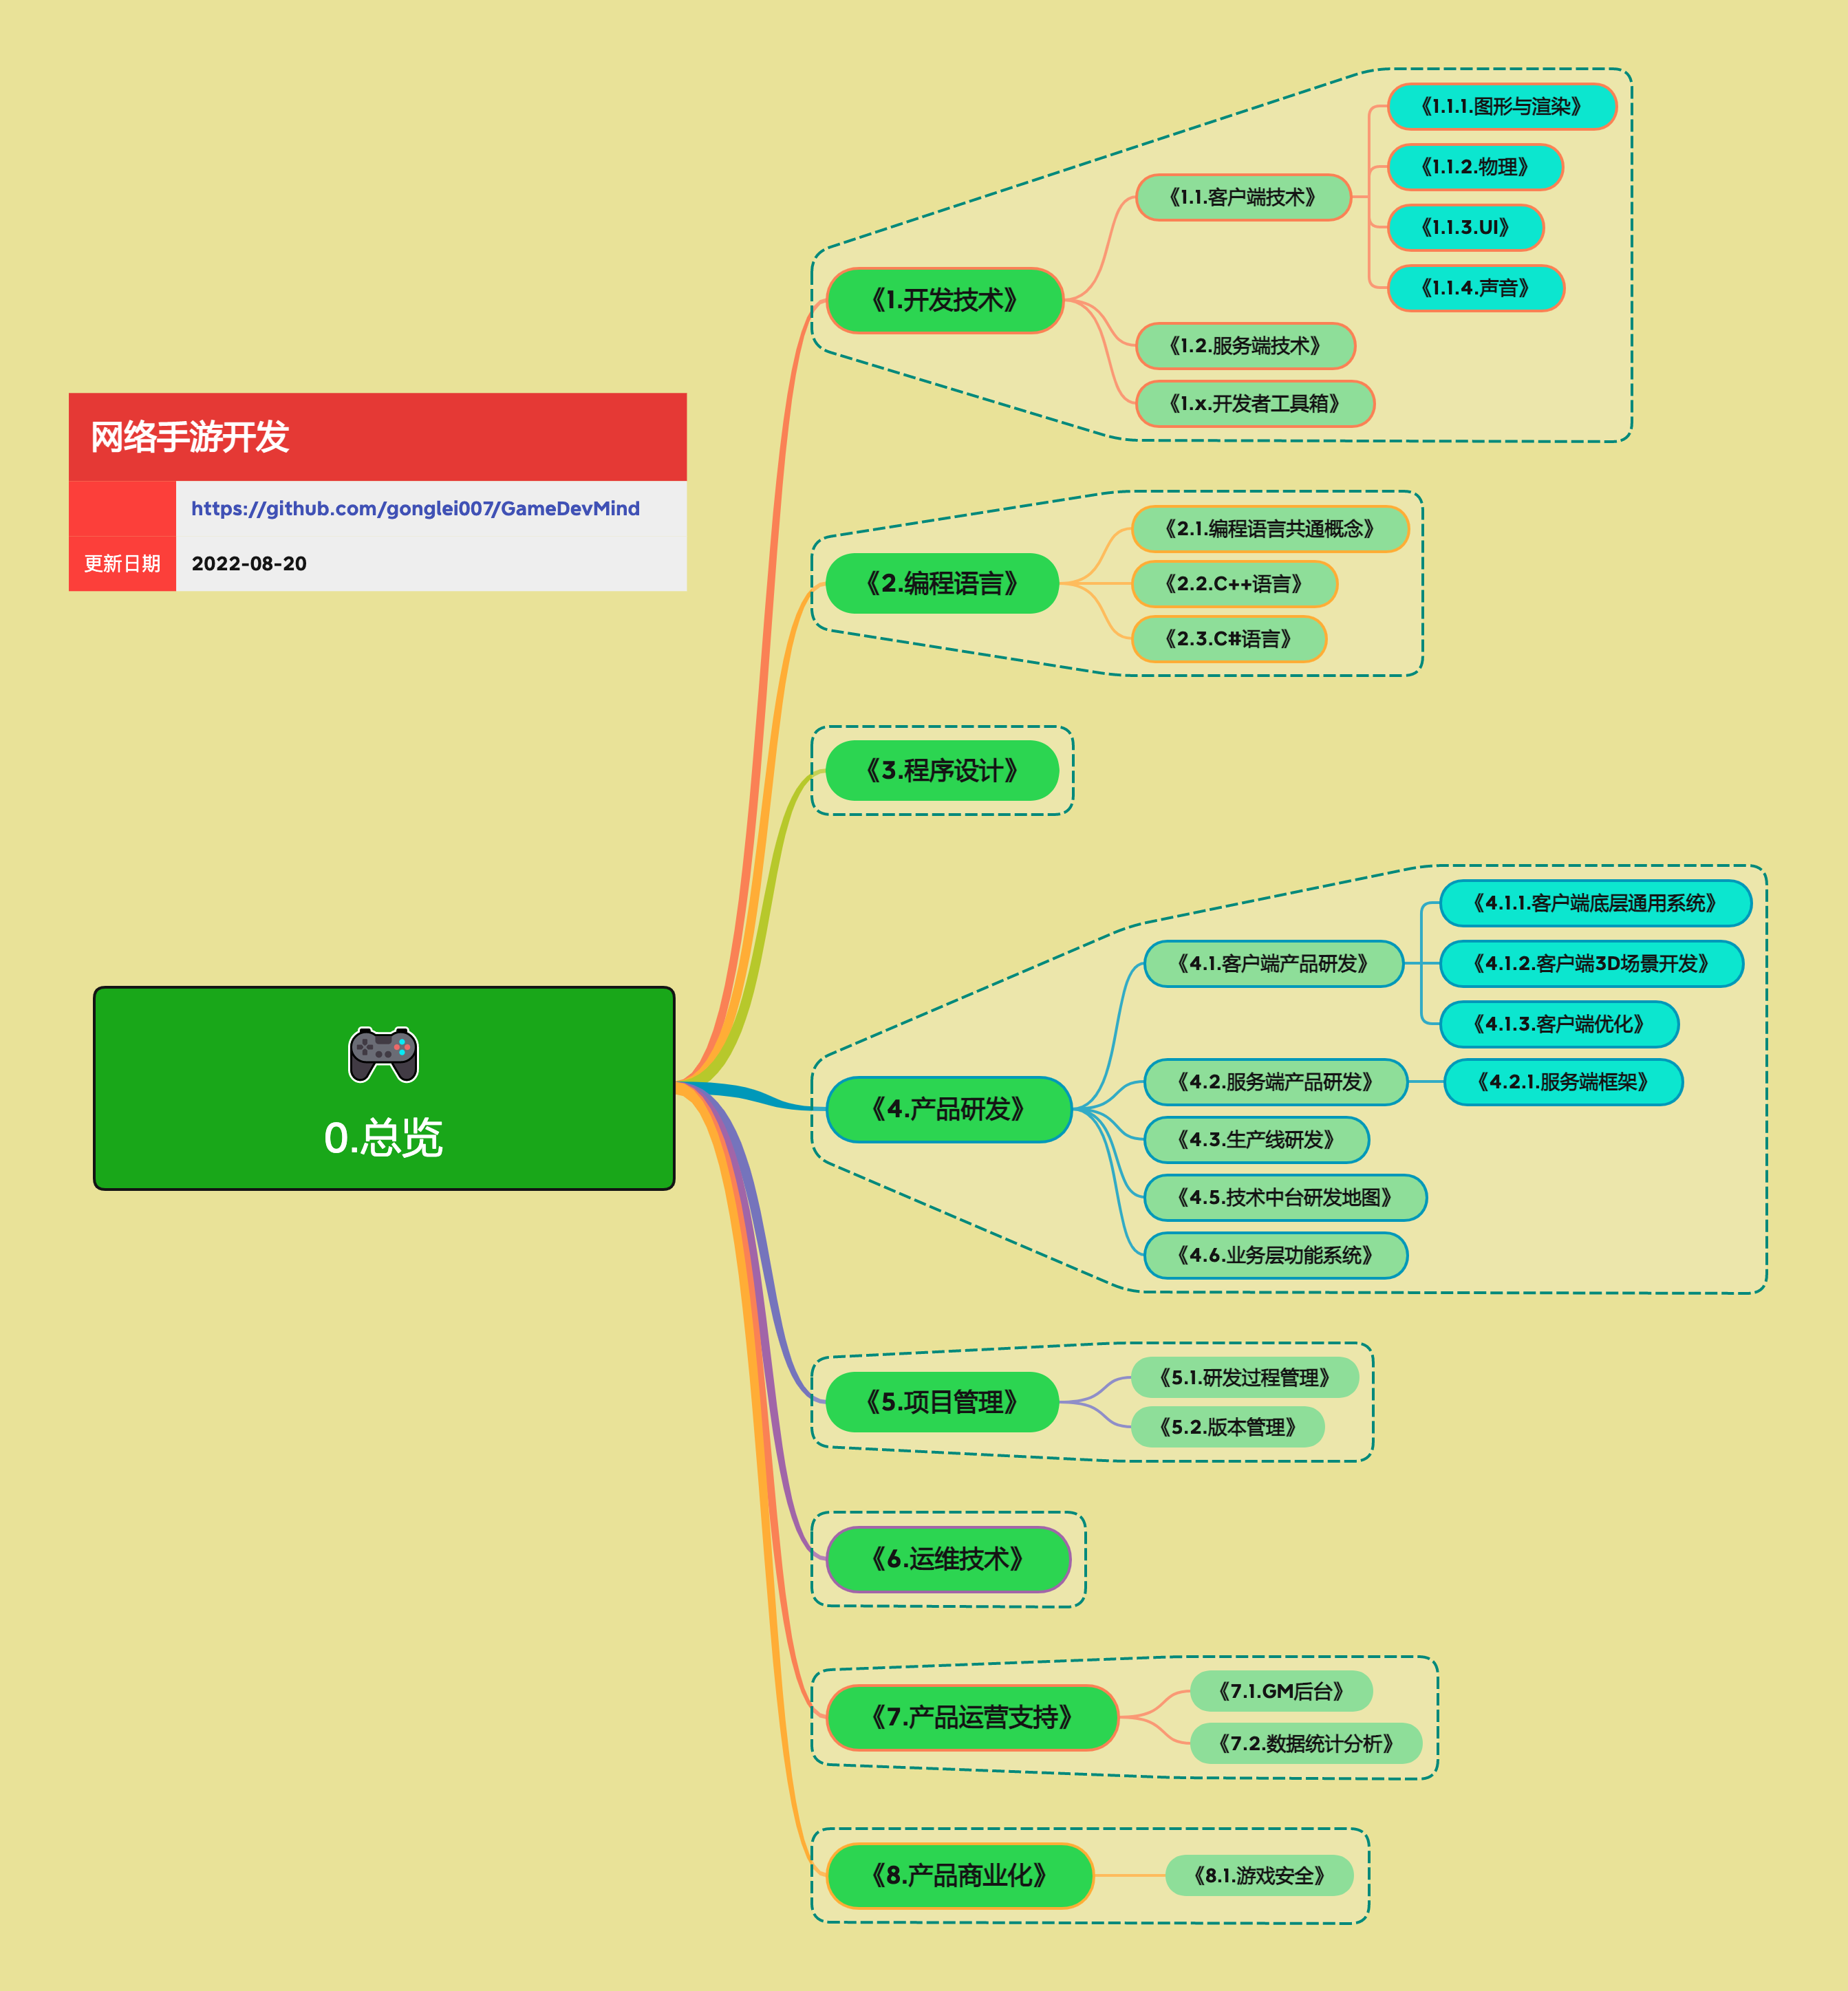 网络手游开发
https://github.com/gonglei007/GameDevMind
更新日期 2022-08-20
0.总览
《1.开发技术》
《1.1.客户端技术》
《1.1.1.图形与渲染》
《1.1.2.物理》
《1.1.3.UI》
《1.1.4.声音》
《1.2.服务端技术》
《1.x.开发者工具箱》
《2.编程语言》
《2.1.编程语言共通概念》
《2.2.C++语言》
《2.3.C#语言》
《3.程序设计》
《4.产品研发》
《4.1.客户端产品研发》
《4.1.1.客户端底层通用系统》
《4.1.2.客户端3D场景开发》
《4.1.3.客户端优化》
《4.2.服务端产品研发》
《4.2.1.服务端框架》
《4.3.生产线研发》
《4.5.技术中台研发地图》
《4.6.业务层功能系统》
《5.项目管理》
《5.1.研发过程管理》
《5.2.版本管理》
《6.运维技术》
《7.产品运营支持》
《7.1.GM后台》
《7.2.数据统计分析》
《8.产品商业化》
《8.1.游戏安全》